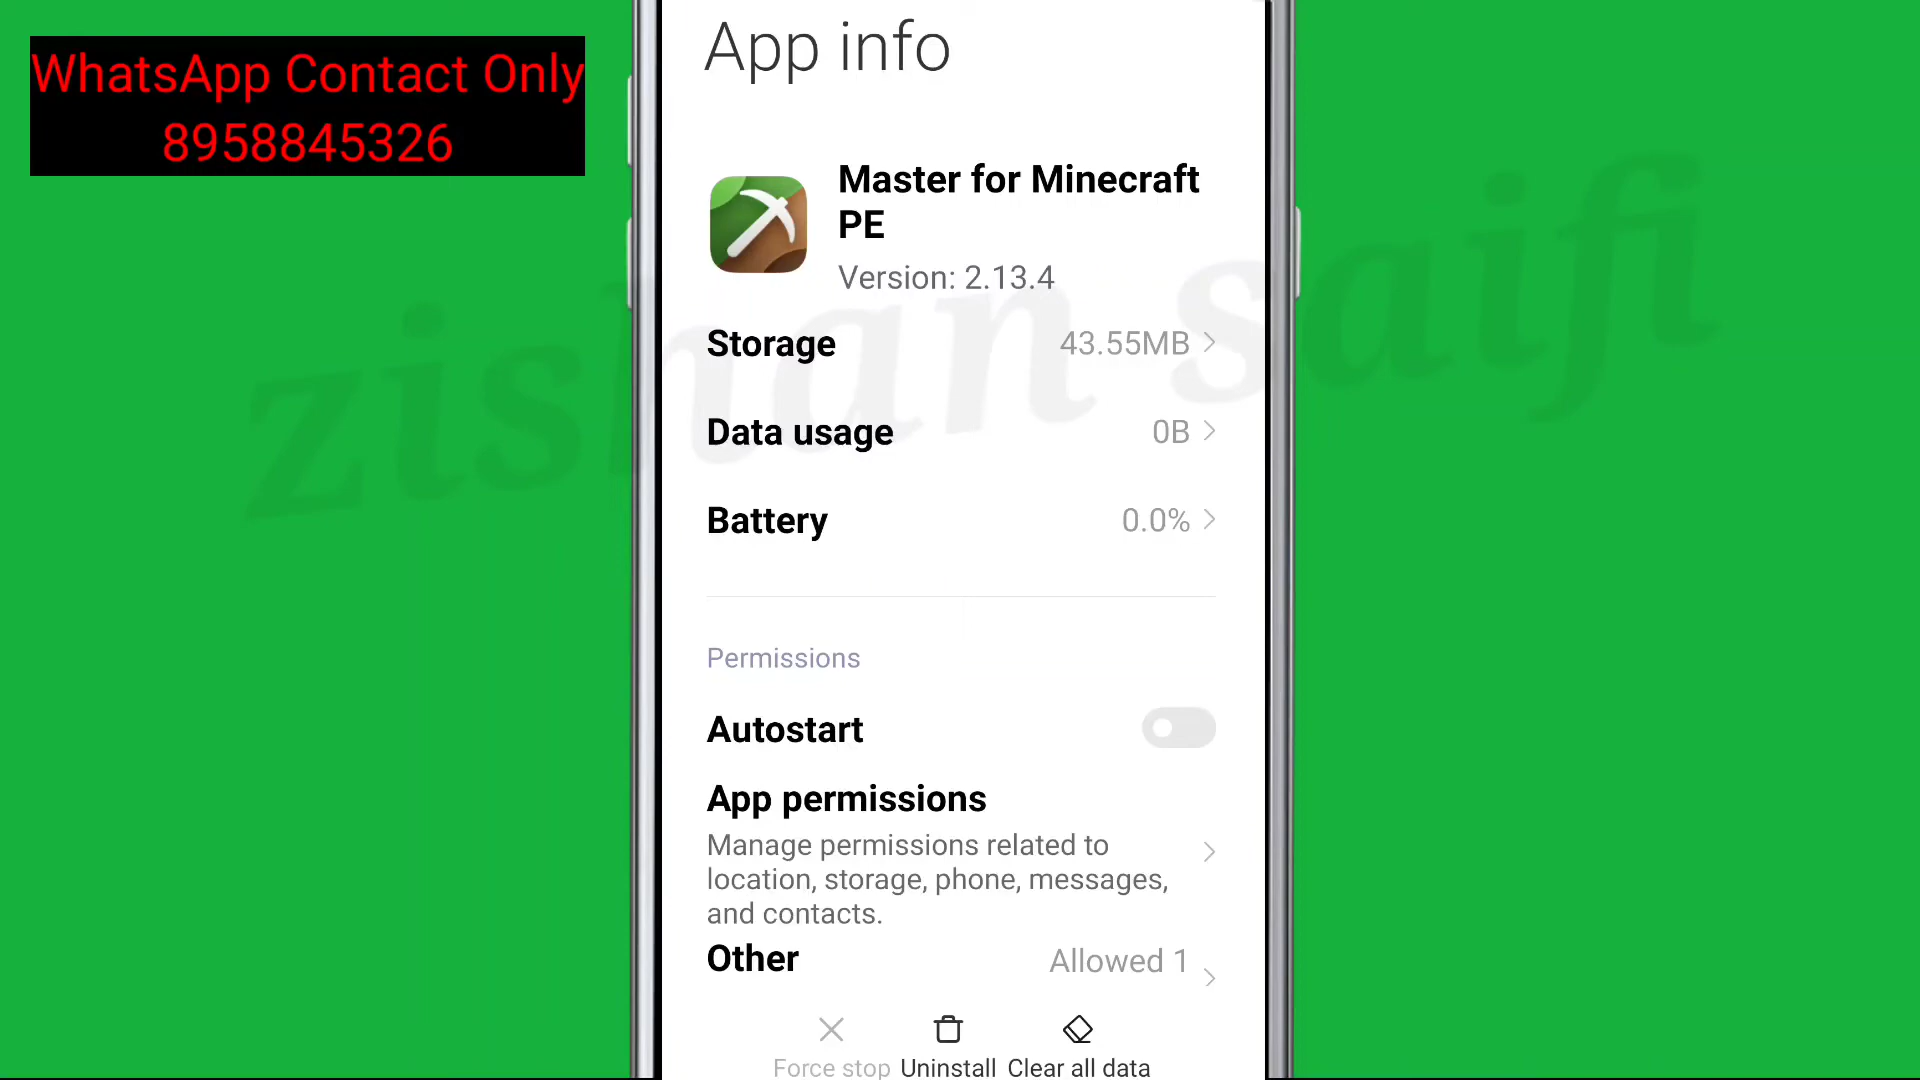 WhatsApp Contact Only
8958845326
App info
Master for Minecraft
PE
Version: 2.13.4
Storage 43.55MB
Data usage 0B
Battery 0.0%
Permissions
Autostart
App permissions
Manage permissions related to
location, storage, phone, messages,
and contacts.
Other Allowed 1
Force stop Uninstall Clear all data
zishan saifi